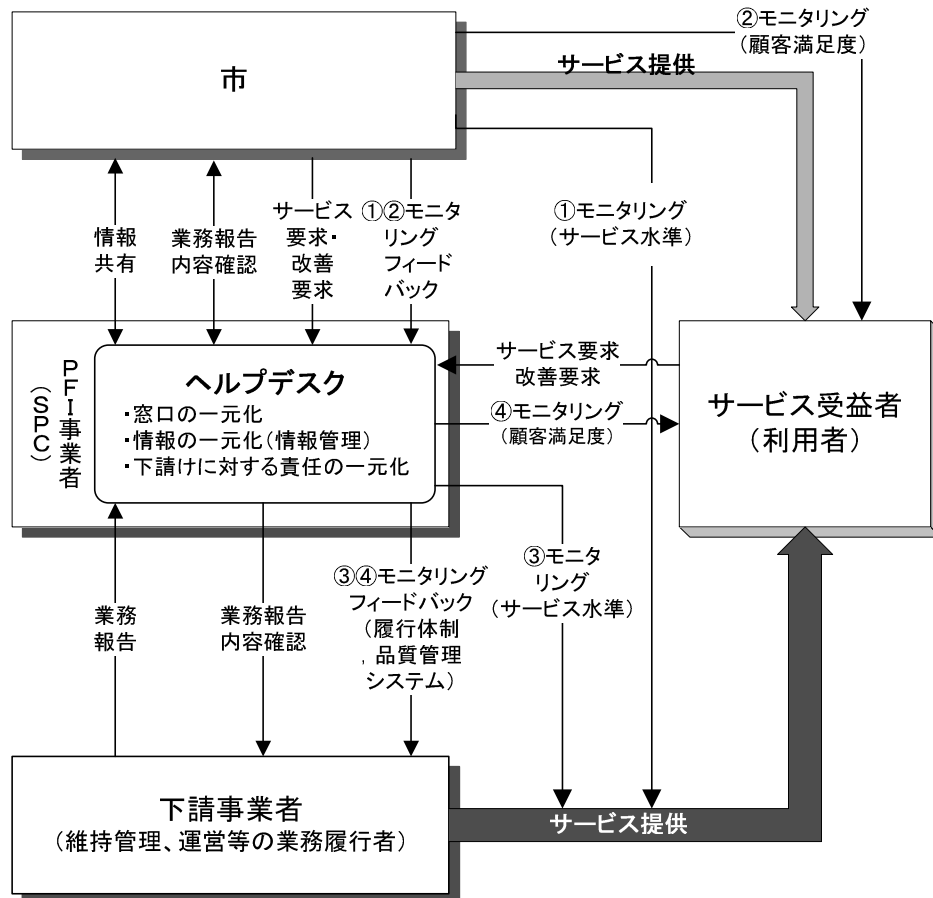 ②モニタリング
（顧客満足度）
サービス提供
市
①モニタリング
（サービス水準）
情報
共有
業務報告
内容確認
サービス
要求・
改善
要求
①②モニタ
リング
フィード
バック
PFI事業者
（SPC）
ヘルプデスク
・窓口の一元化
・情報の一元化（情報管理）
・下請けに対する責任の一元化
サービス要求
改善要求
④モニタリング
（顧客満足度）
サービス受益者
（利用者）
業務
報告
業務報告
内容確認
③④モニタリング
フィードバック
（履行体制
，品質管理
システム）
③モニタ
リング
（サービス水準）
下請事業者
（維持管理、運営等の業務履行者）
サービス提供